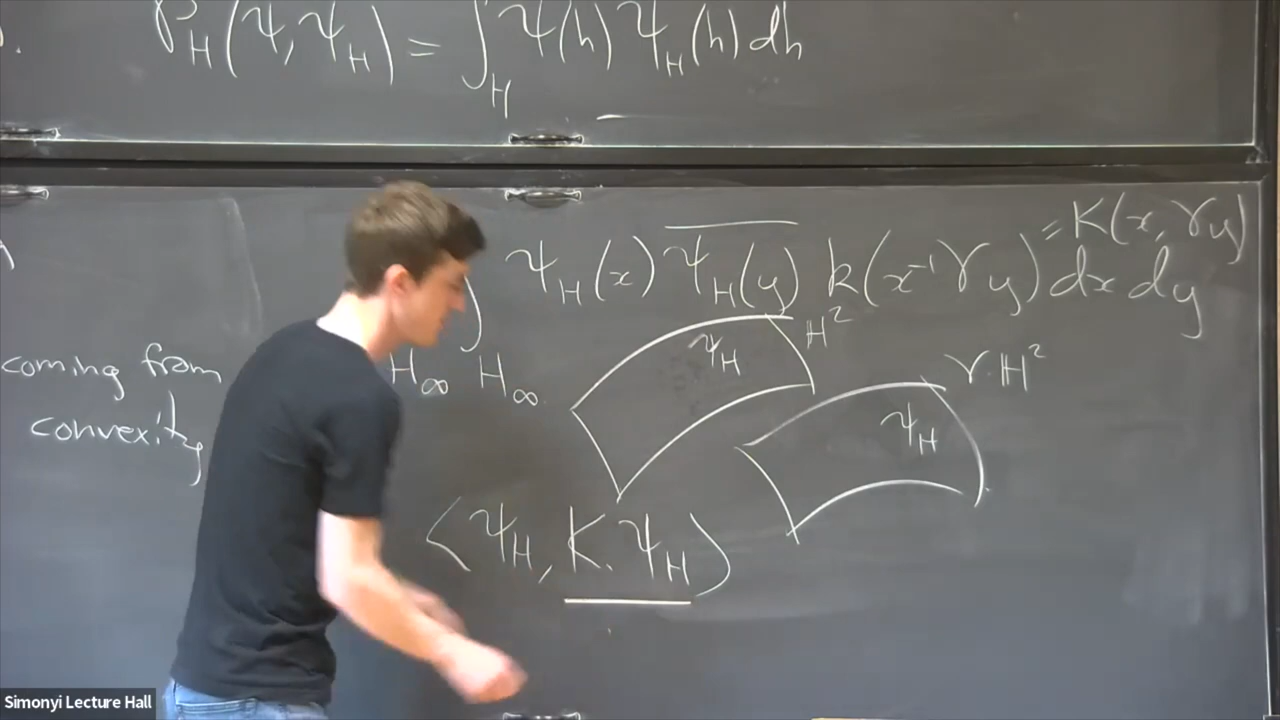 P_H(ψ, ψ_H) = ∫_H ψ(h) ψ_H(h) dh
∫ ψ_H(x) \overline{ψ_H(y)} k(x⁻¹γy) dx dy
= K(x, γy)
H_∞ H_∞
coming from
convexity
ψ_H ℍ²
ψ_H γ·ℍ²
⟨ψ_H, K·ψ_H⟩
Simonyi Lecture Hall